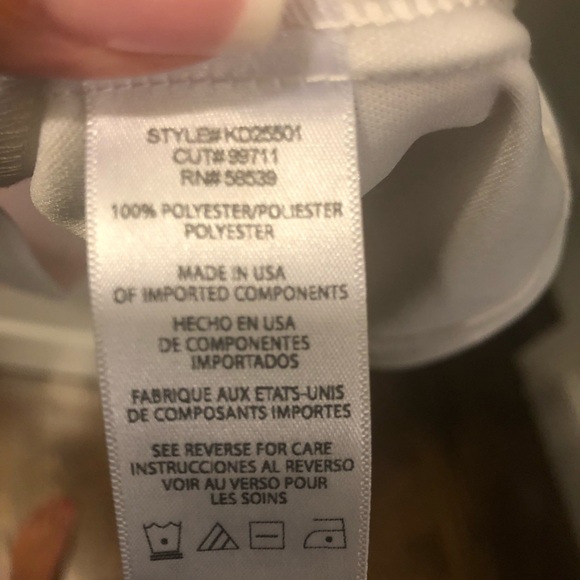 STYLE# KD25501
CUT# 99711
RN# 58539
100% POLYESTER/POLIESTER
POLYESTER
MADE IN USA
OF IMPORTED COMPONENTS
HECHO EN USA
DE COMPONENTES
IMPORTADOS
FABRIQUE AUX ETATS-UNIS
DE COMPOSANTS IMPORTES
SEE REVERSE FOR CARE
INSTRUCCIONES AL REVERSO
VOIR AU VERSO POUR
LES SOINS